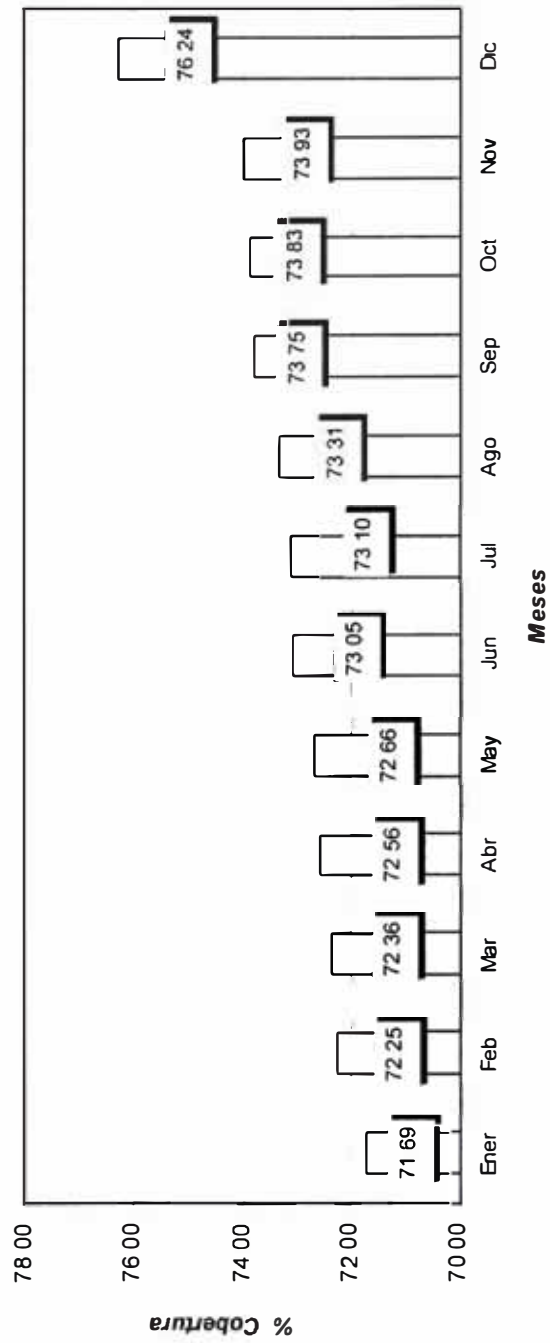 % Cobertura
78 00
76 00
74 00
72 00
70 00
71 69
72 25
72 36
72 56
72 66
73 05
73 10
73 31
73 75
73 83
73 93
76 24
Ener
Feb
Mar
Abr
May
Jun
Jul
Ago
Sep
Oct
Nov
Dic
Meses